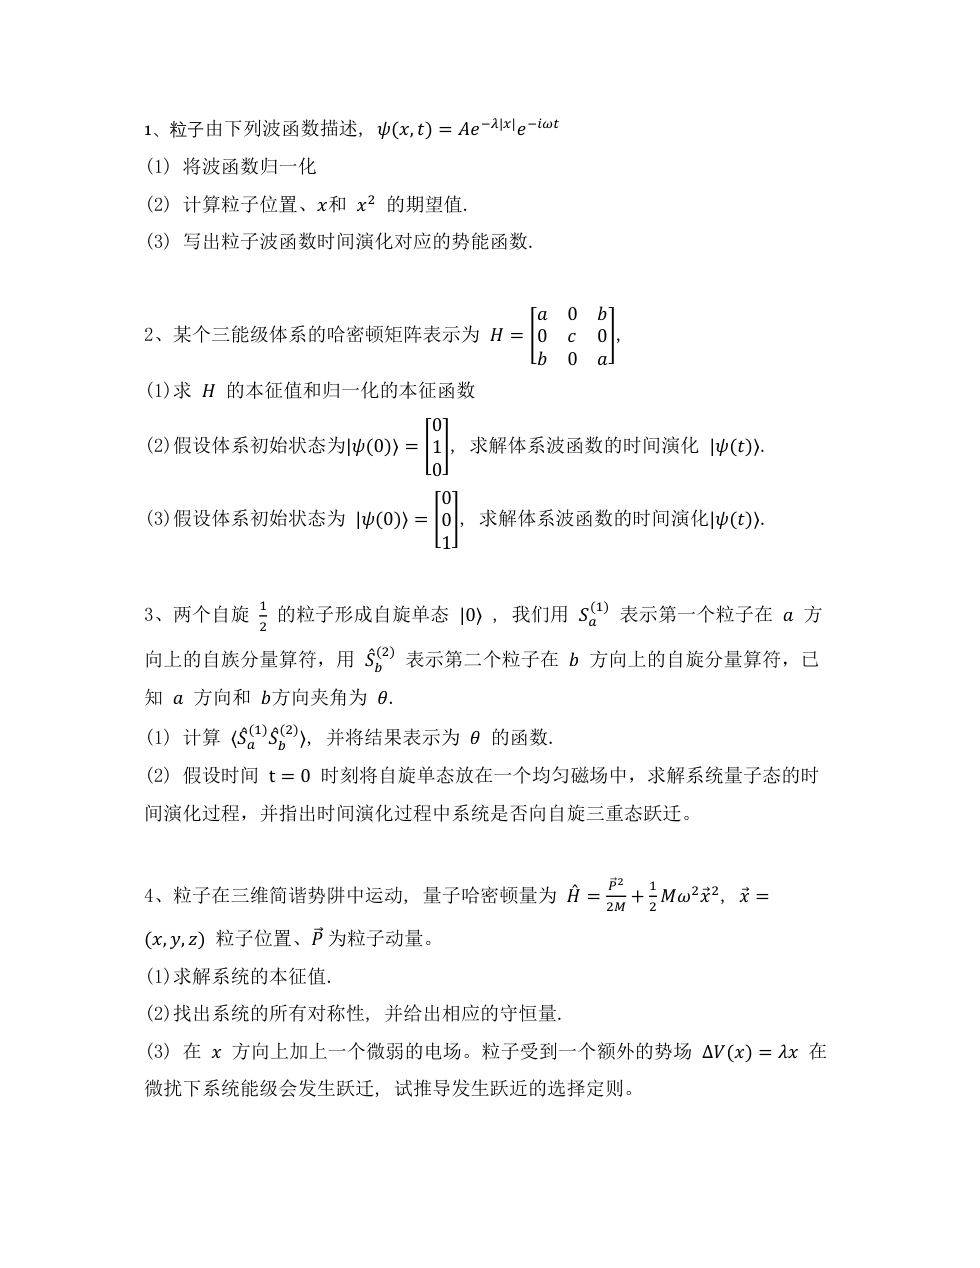 1、粒子由下列波函数描述, ψ(x, t) = Ae^{−λ|x|}e^{−iωt}
(1) 将波函数归一化
(2) 计算粒子位置、x和 x² 的期望值.
(3) 写出粒子波函数时间演化对应的势能函数.
2、某个三能级体系的哈密顿矩阵表示为 H = [a 0 b; 0 c 0; b 0 a],
(1)求 H 的本征值和归一化的本征函数
(2)假设体系初始状态为|ψ(0)⟩ = [0; 1; 0], 求解体系波函数的时间演化 |ψ(t)⟩.
(3)假设体系初始状态为 |ψ(0)⟩ = [0; 0; 1], 求解体系波函数的时间演化|ψ(t)⟩.
3、两个自旋 1/2 的粒子形成自旋单态 |0⟩ , 我们用 S_a^{(1)} 表示第一个粒子在 a 方
向上的自族分量算符，用 Ŝ_b^{(2)} 表示第二个粒子在 b 方向上的自旋分量算符，已
知 a 方向和 b方向夹角为 θ.
(1) 计算 ⟨Ŝ_a^{(1)}Ŝ_b^{(2)}⟩, 并将结果表示为 θ 的函数.
(2) 假设时间 t = 0 时刻将自旋单态放在一个均匀磁场中，求解系统量子态的时
间演化过程，并指出时间演化过程中系统是否向自旋三重态跃迁。
4、粒子在三维简谐势阱中运动, 量子哈密顿量为 Ĥ = P⃗²/2M + 1/2 Mω²x⃗², x⃗ =
(x, y, z) 粒子位置、P⃗ 为粒子动量。
(1)求解系统的本征值.
(2)找出系统的所有对称性, 并给出相应的守恒量.
(3) 在 x 方向上加上一个微弱的电场。粒子受到一个额外的势场 ΔV(x) = λx 在
微扰下系统能级会发生跃迁, 试推导发生跃近的选择定则。